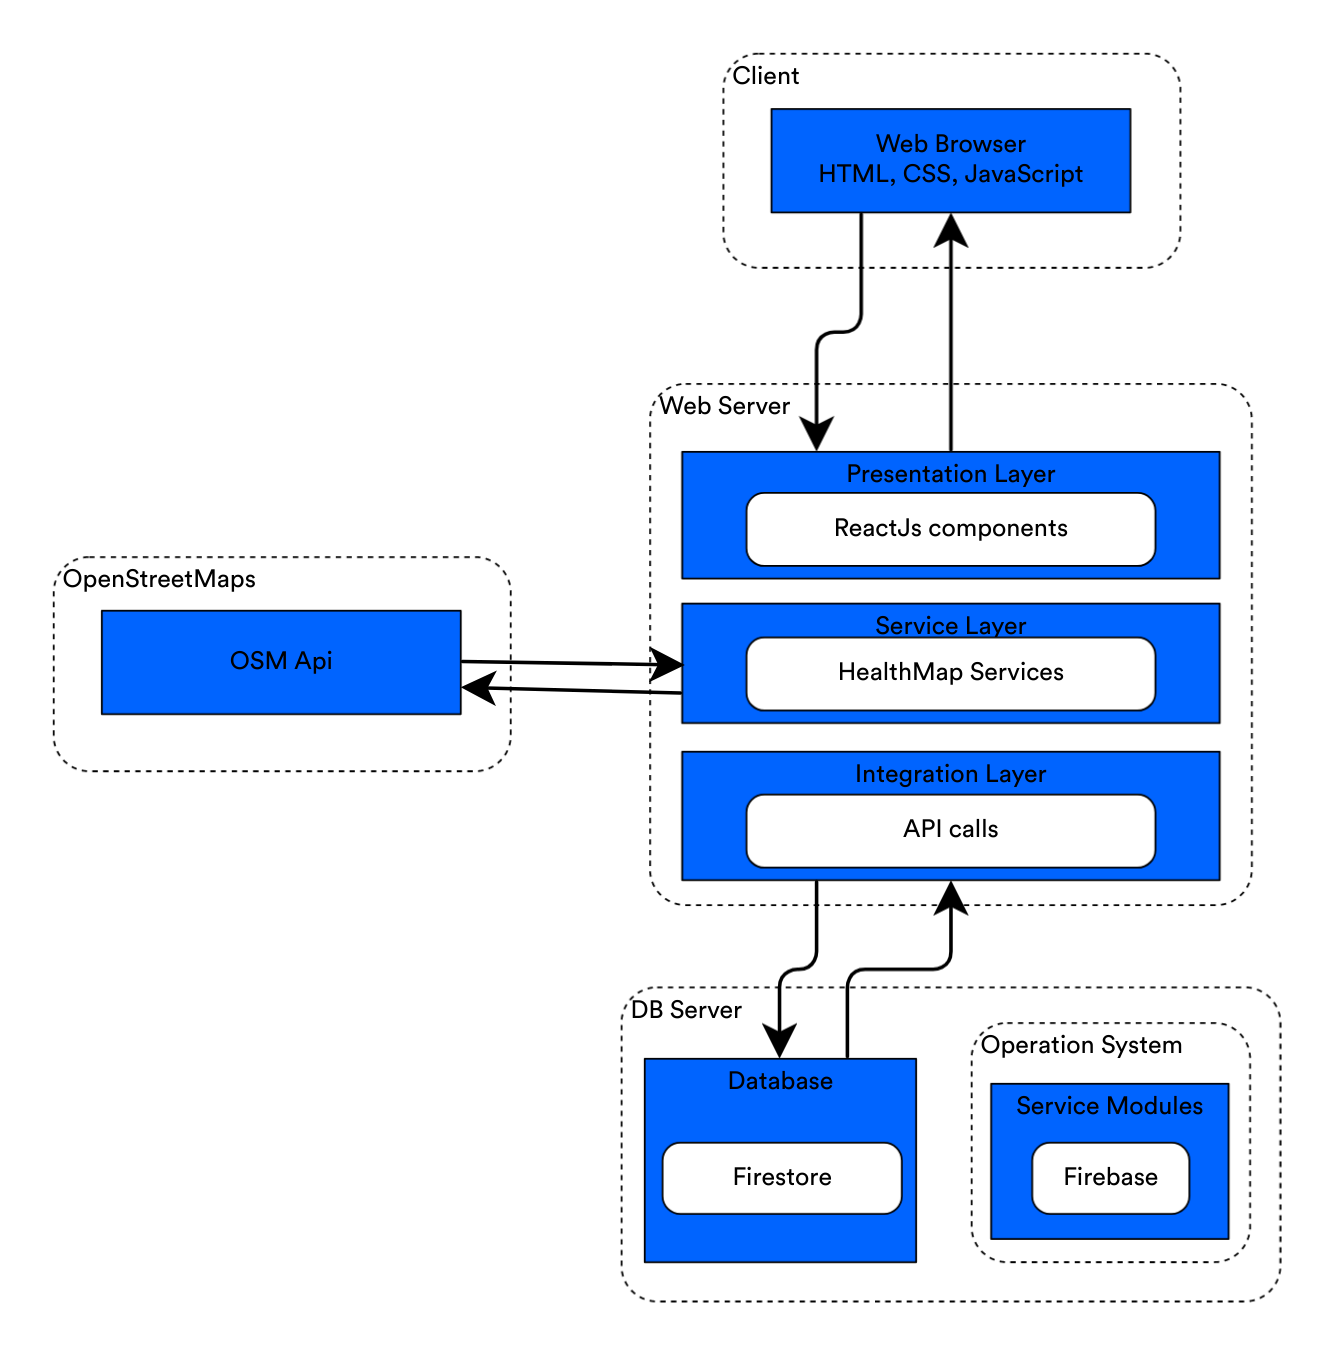 Client
Web Browser
HTML, CSS, JavaScript
Web Server
Presentation Layer
ReactJs components
OpenStreetMaps
OSM Api
Service Layer
HealthMap Services
Integration Layer
API calls
DB Server
Database
Firestore
Operation System
Service Modules
Firebase